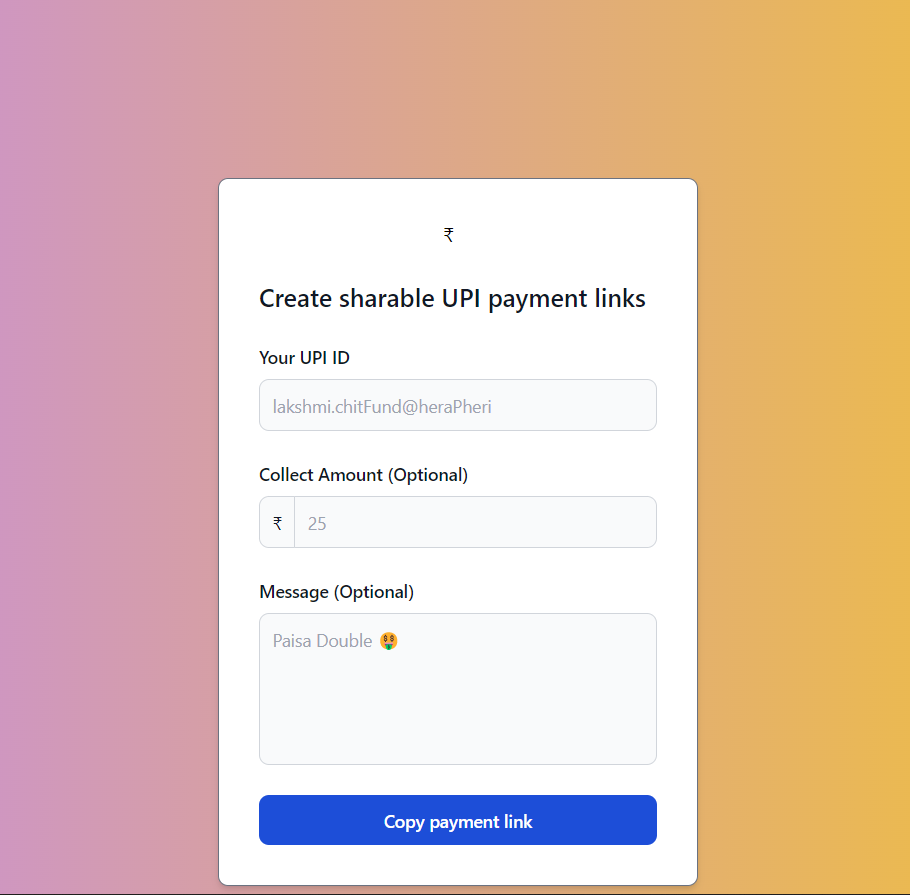 ₹
Create sharable UPI payment links
Your UPI ID
lakshmi.chitFund@heraPheri
Collect Amount (Optional)
₹ 25
Message (Optional)
Paisa Double 🤑
Copy payment link